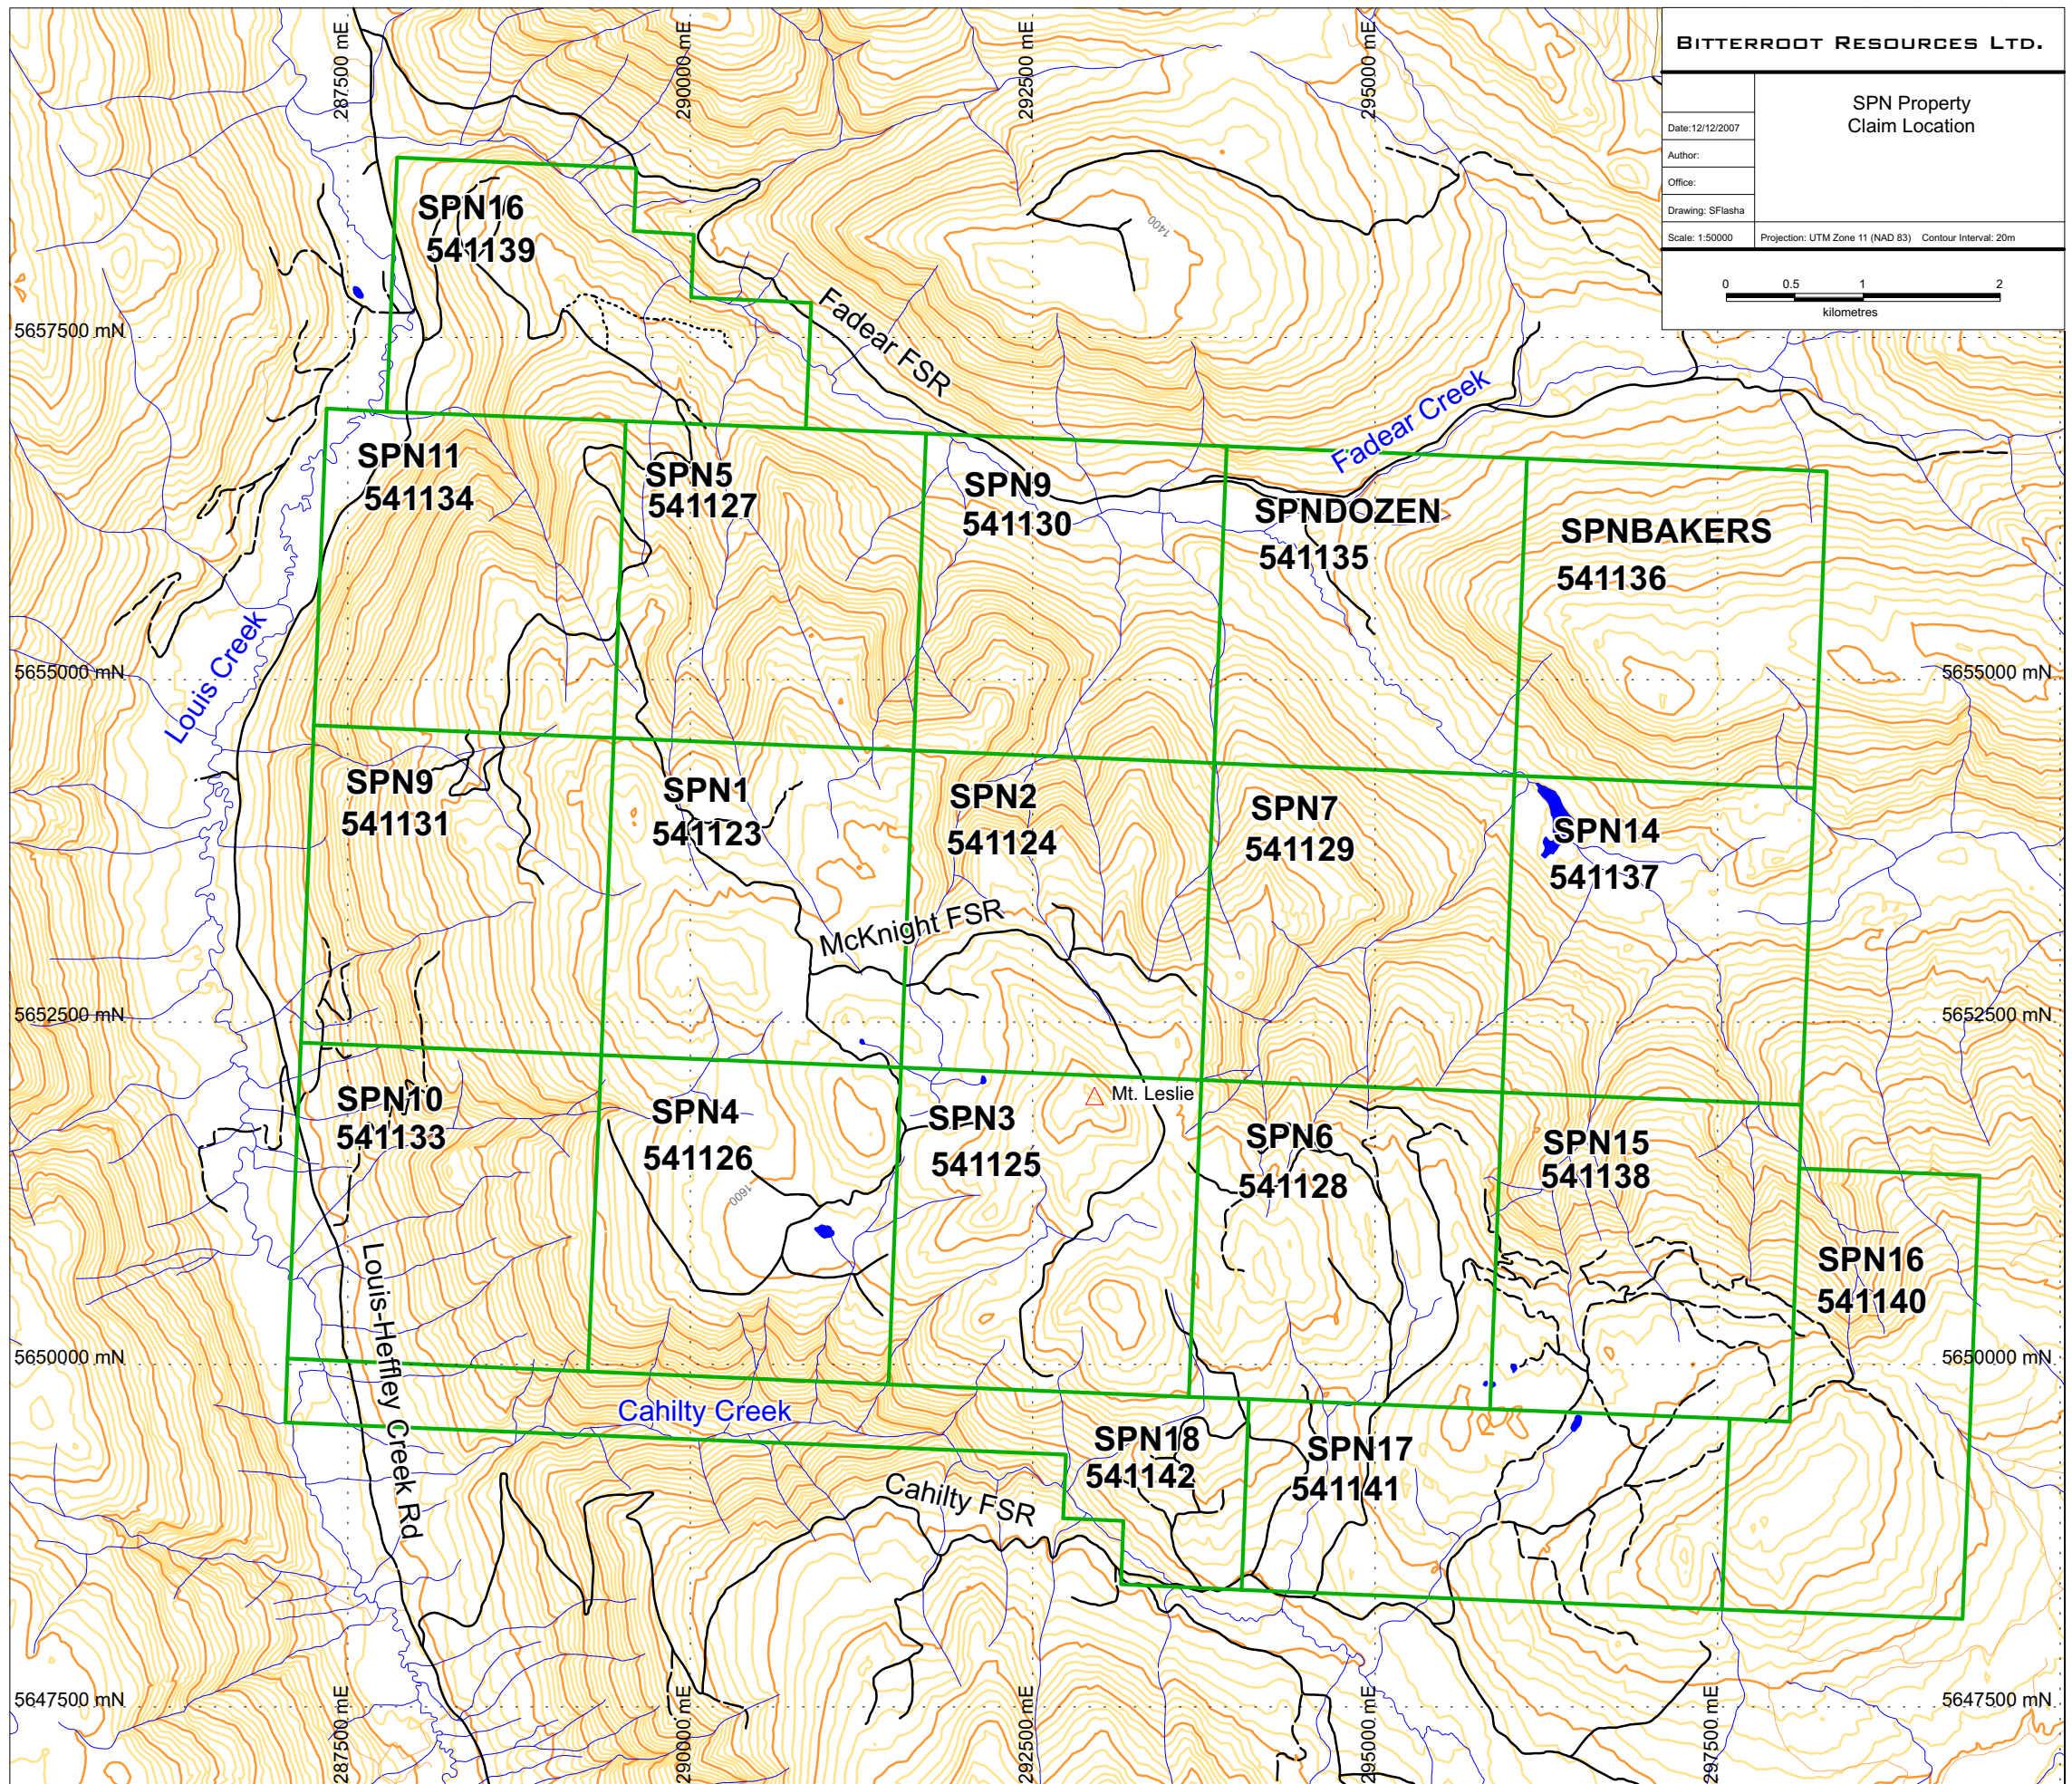 287500 mE
290000 mE
292500 mE
295000 mE
BITTERROOT RESOURCES LTD.
SPN Property
Claim Location
Date:12/12/2007
Author:
Office:
Drawing: SFlasha
Scale: 1:50000
Projection: UTM Zone 11 (NAD 83)
Contour Interval: 20m
0
0.5
1
2
kilometres
SPN16
541139
1400
Fadear FSR
5657500 mN
Fadear Creek
SPN11
541134
SPN5
541127
SPN9
541130
SPNDOZEN
541135
SPNBAKERS
541136
Louis Creek
5655000 mN
5655000 mN
SPN9
541131
SPN1
541123
SPN2
541124
SPN7
541129
SPN14
541137
McKnight FSR
5652500 mN
5652500 mN
SPN10
541133
SPN4
541126
1600
SPN3
541125
Mt. Leslie
SPN6
541128
SPN15
541138
SPN16
541140
Louis-Heffley Creek Rd
5650000 mN
5650000 mN
Cahilty Creek
SPN18
541142
SPN17
541141
Cahilty FSR
5647500 mN
5647500 mN
287500 mE
290000 mE
292500 mE
295000 mE
297500 mE